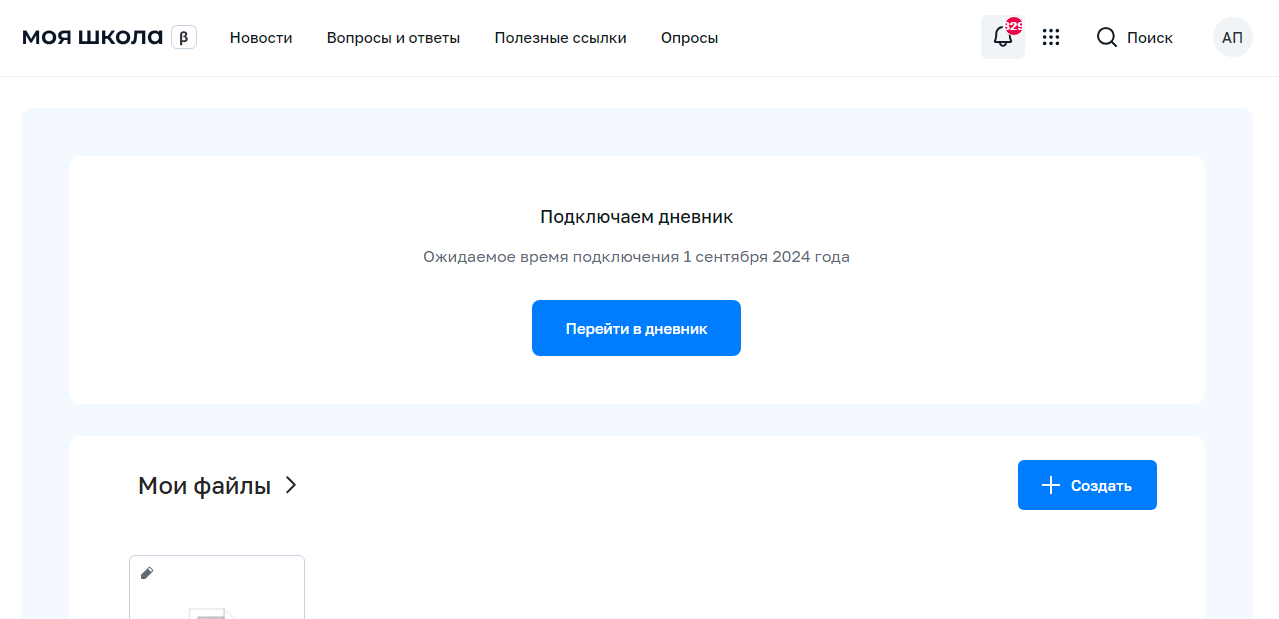 моя школа β
Новости Вопросы и ответы Полезные ссылки Опросы
Поиск АП
Подключаем дневник
Ожидаемое время подключения 1 сентября 2024 года
Перейти в дневник
Мои файлы
Создать